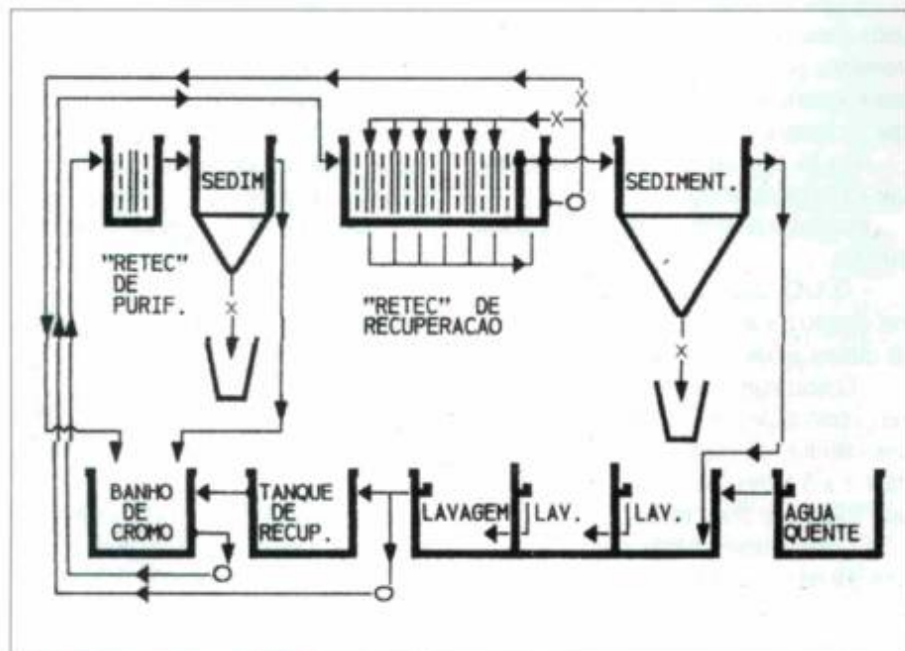 SEDIM
SEDIMENT.
"RETEC"
DE
PURIF.
"RETEC" DE
RECUPERACAO
BANHO
DE
CROMO
TANQUE
DE
RECUP.
LAVAGEM
LAV.
LAV.
AGUA
QUENTE